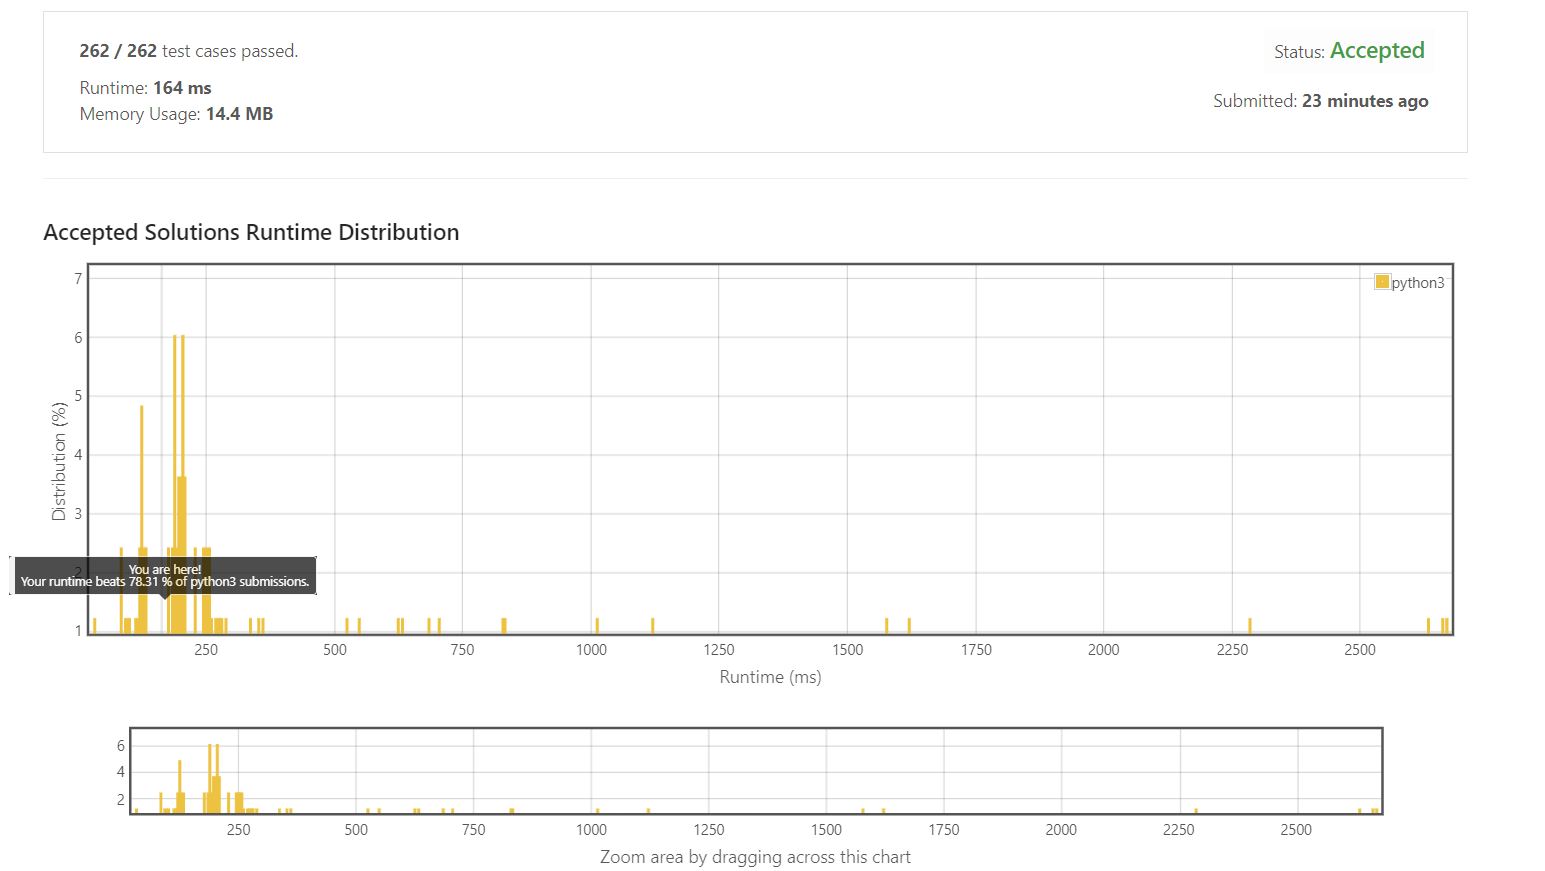 262 / 262 test cases passed.
Status: Accepted
Runtime: 164 ms
Memory Usage: 14.4 MB
Submitted: 23 minutes ago
Accepted Solutions Runtime Distribution
7
6
5
4
3
2
1
Distribution (%)
python3
You are here!
Your runtime beats 78.31 % of python3 submissions.
250 500 750 1000 1250 1500 1750 2000 2250 2500
Runtime (ms)
6
4
2
250 500 750 1000 1250 1500 1750 2000 2250 2500
Zoom area by dragging across this chart